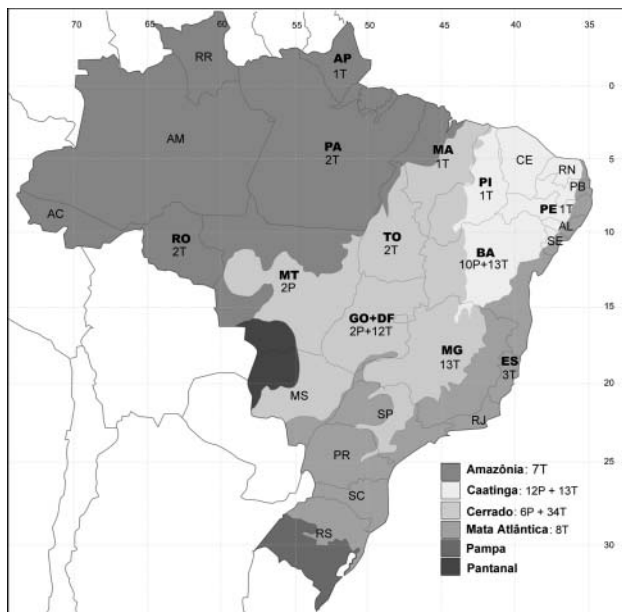 70 65 60 55 50 45 40 35
RR
AP
1T
0
AM
PA
2T
MA
1T
CE
5
RN
PI
1T
PB
AC
PE 1T
AL
10
RO
2T
TO
2T
SE
BA
10P+13T
MT
2P
15
GO+DF
2P+12T
MG
13T
ES
3T
20
MS
SP
RJ
PR
25
Amazônia: 7T
Caatinga: 12P + 13T
SC
Cerrado: 6P + 34T
Mata Atlântica: 8T
RS
Pampa
30
Pantanal